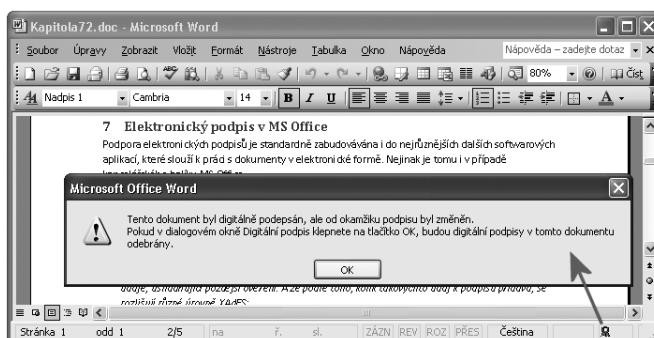 Kapitola72.doc - Microsoft Word
Soubor Úpravy Zobrazit Vložit Formát Nástroje Tabulka Okno Nápověda Nápověda – zadejte dotaz
80% Číst
Nadpis 1 Cambria 14 B I U A
7 Elektronický podpis v MS Office
Podpora elektronických podpisů je standardně zabudovávána i do nejrůznějších dalších softwarových
aplikací, které slouží k práci s dokumenty v elektronické formě. Nejinak je tomu i v případě
Microsoft Office Word
Tento dokument byl digitálně podepsán, ale od okamžiku podpisu byl změněn.
Pokud v dialogovém okně Digitální podpis klepnete na tlačítko OK, budou digitální podpisy v tomto dokumentu
odebrány.
OK
údaje, usnadňující pozdější ověření. A že podle toho, kolik takovýchto údajů k podpisu přidává, se
rozlišují různé úrovně XAdES:
Stránka 1 odd 1 2/5 na ř. sl. ZÁZN REV ROZ PŘES Čeština